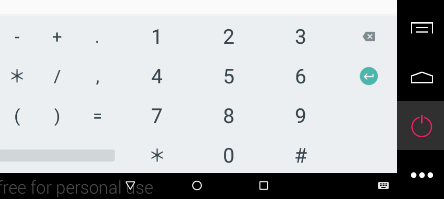 - + . 1 2 3
* / , 4 5 6
( ) = 7 8 9
* 0 #
free for personal use